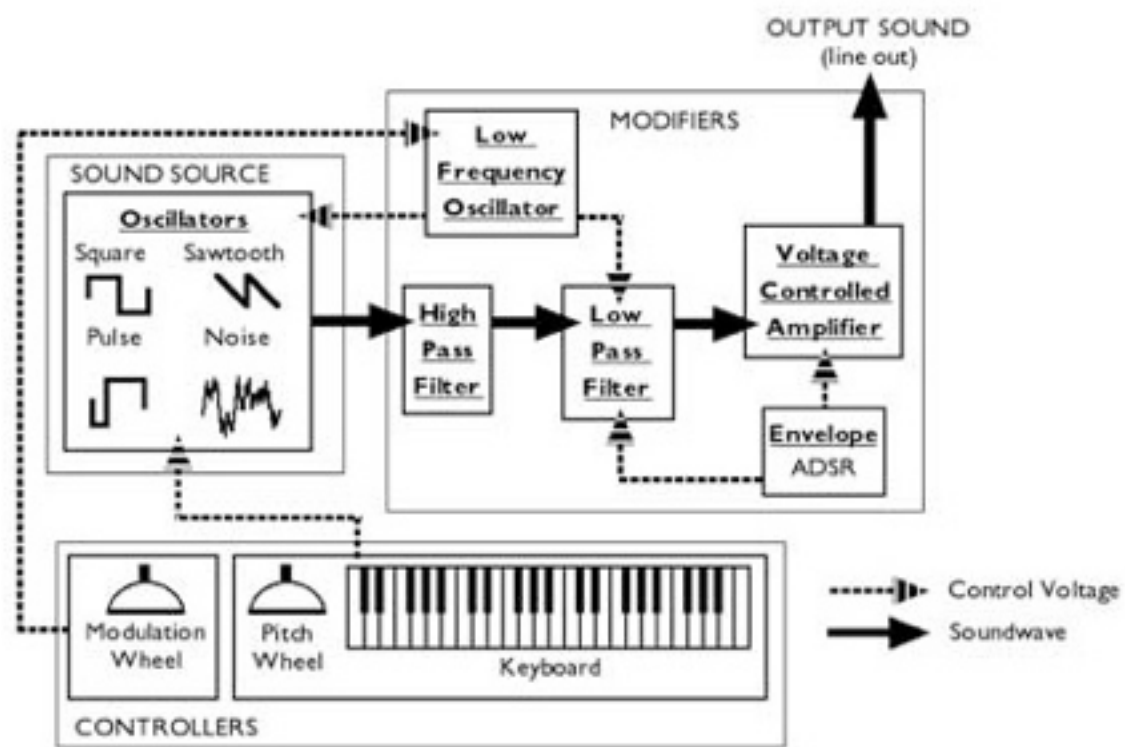 OUTPUT SOUND
(line out)
MODIFIERS
Low
Frequency
Oscillator
SOUND SOURCE
Oscillators
Square Sawtooth
Pulse Noise
High
Pass
Filter
Low
Pass
Filter
Voltage
Controlled
Amplifier
Envelope
ADSR
Modulation
Wheel
Pitch
Wheel
Keyboard
CONTROLLERS
Control Voltage
Soundwave